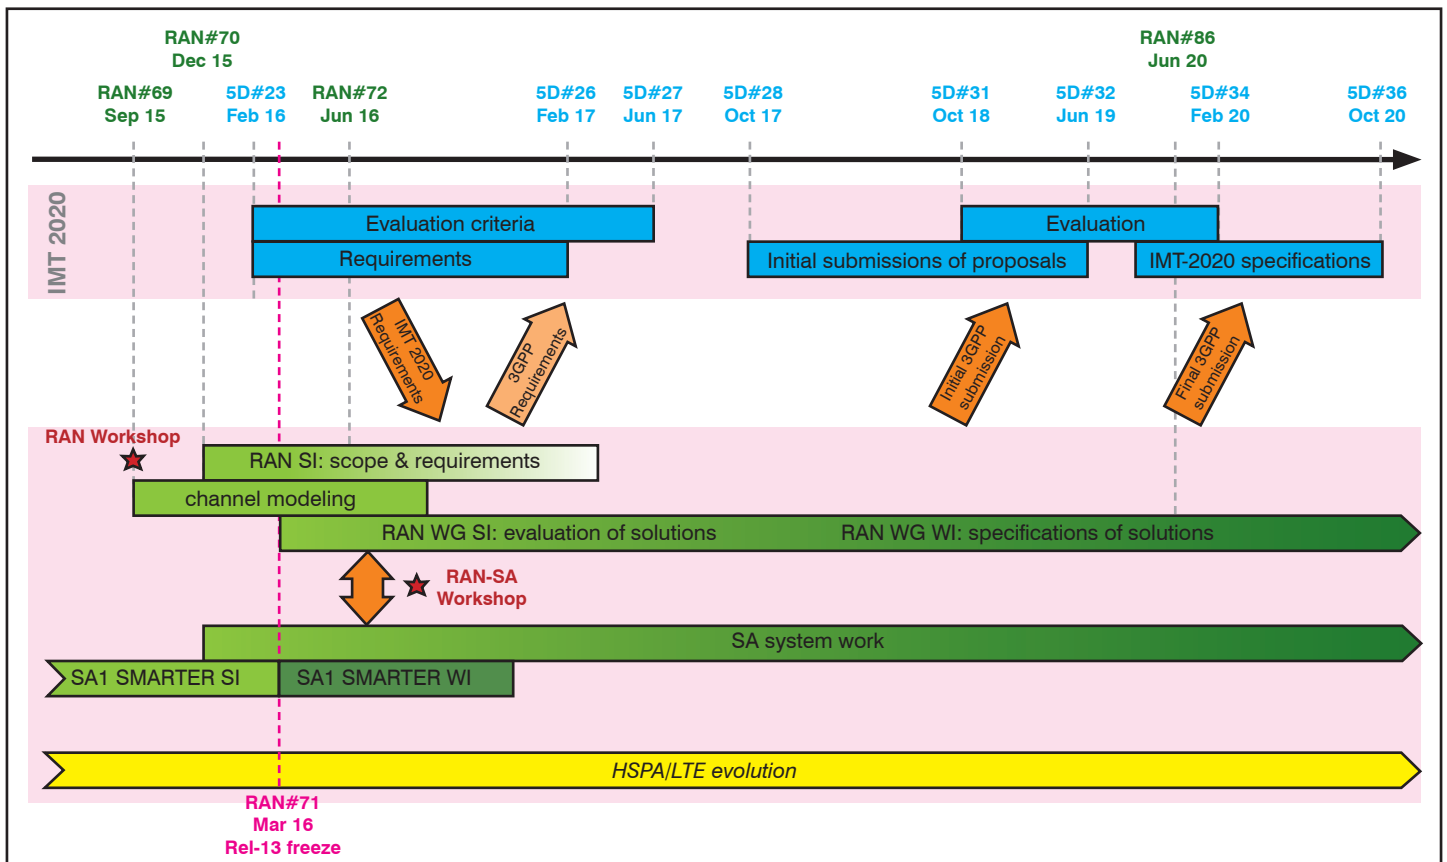 RAN#70
Dec 15
RAN#86
Jun 20
RAN#69
Sep 15
5D#23
Feb 16
RAN#72
Jun 16
5D#26
Feb 17
5D#27
Jun 17
5D#28
Oct 17
5D#31
Oct 18
5D#32
Jun 19
5D#34
Feb 20
5D#36
Oct 20
IMT 2020
Evaluation criteria
Requirements
Evaluation
Initial submissions of proposals
IMT-2020 specifications
IMT 2020
Requirements
3GPP
Requirements
Initial 3GPP
submission
Final 3GPP
submission
RAN Workshop
RAN SI: scope & requirements
channel modeling
RAN WG SI: evaluation of solutions
RAN WG WI: specifications of solutions
RAN-SA
Workshop
SA system work
SA1 SMARTER SI
SA1 SMARTER WI
HSPA/LTE evolution
RAN#71
Mar 16
Rel-13 freeze